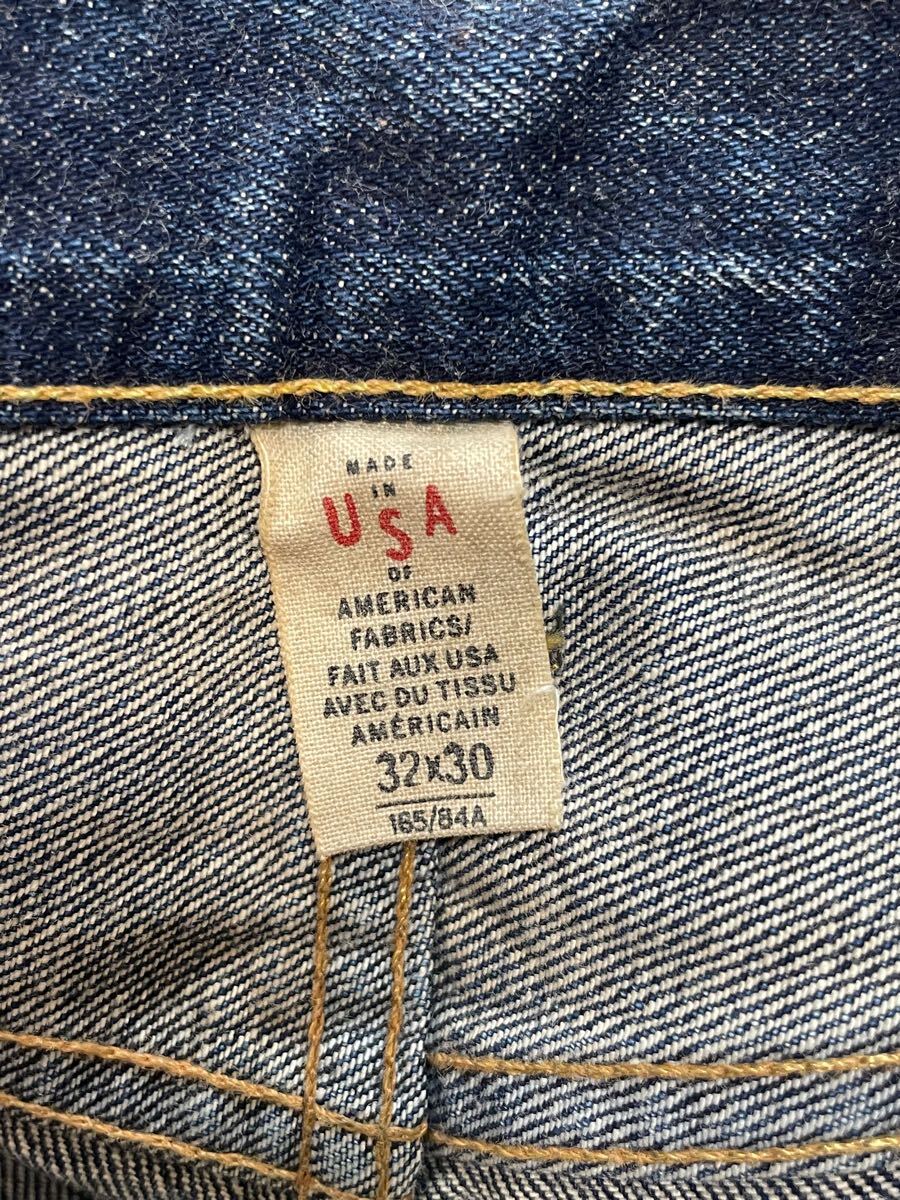 MADE
IN
USA
OF
AMERICAN
FABRICS/
FAIT AUX USA
AVEC DU TISSU
AMÉRICAIN
32X30
165/84A